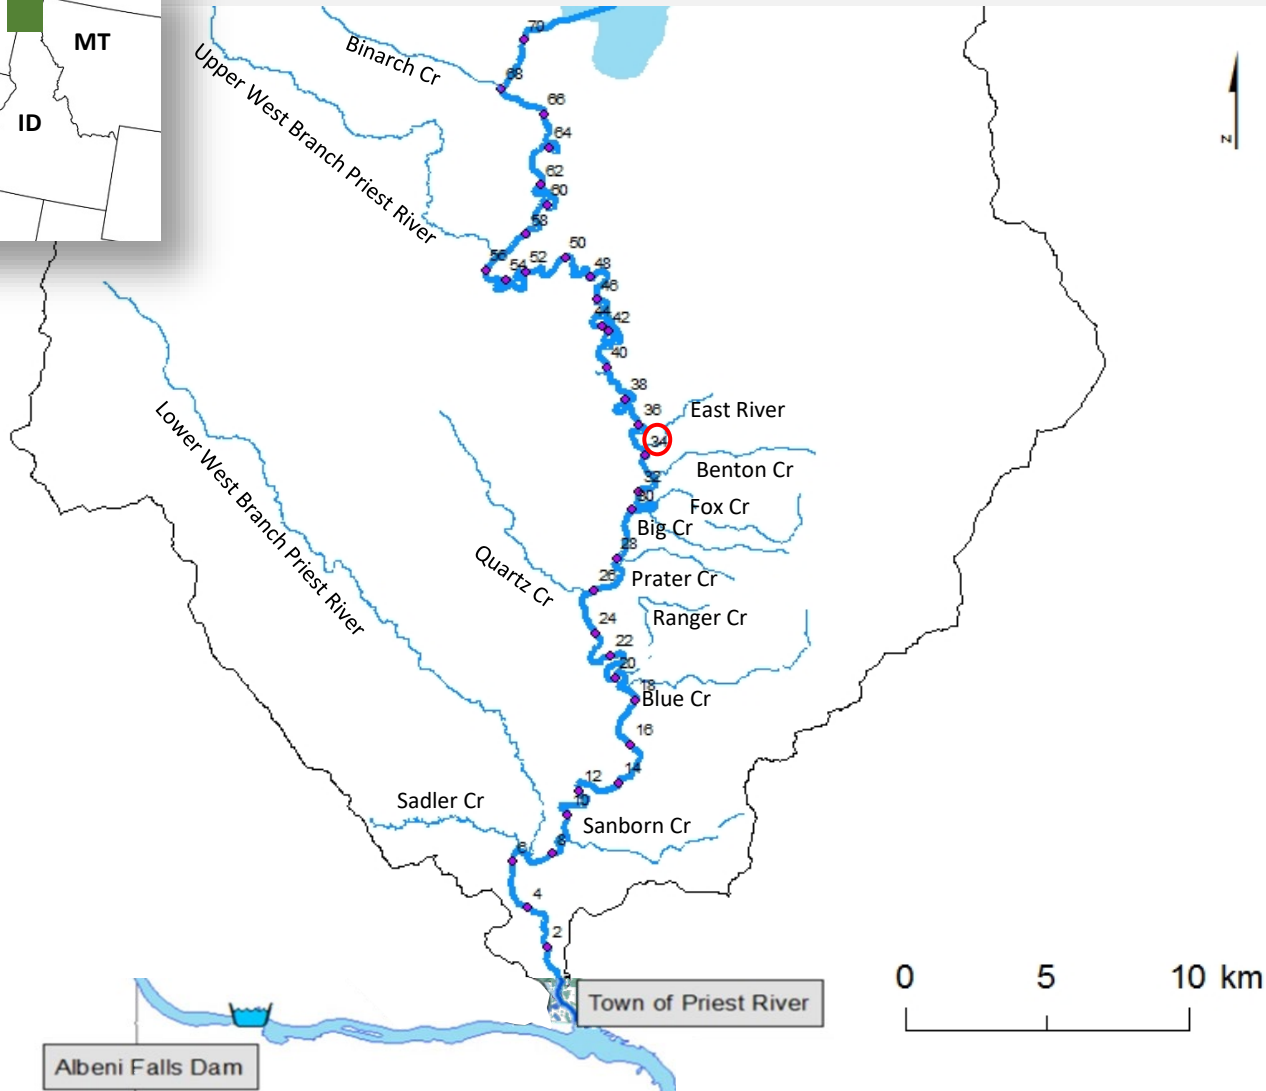 MT
ID
Binarch Cr
Upper West Branch Priest River
70
68
66
64
62
60
58
56
54
52
50
48
46
44
42
40
38
36
East River
34
Benton Cr
32
30
Fox Cr
Big Cr
28
Prater Cr
26
Quartz Cr
Ranger Cr
24
22
20
18
Blue Cr
16
14
12
10
Lower West Branch Priest River
Sadler Cr
Sanborn Cr
8
6
4
2
N
0 5 10 km
Town of Priest River
Albeni Falls Dam